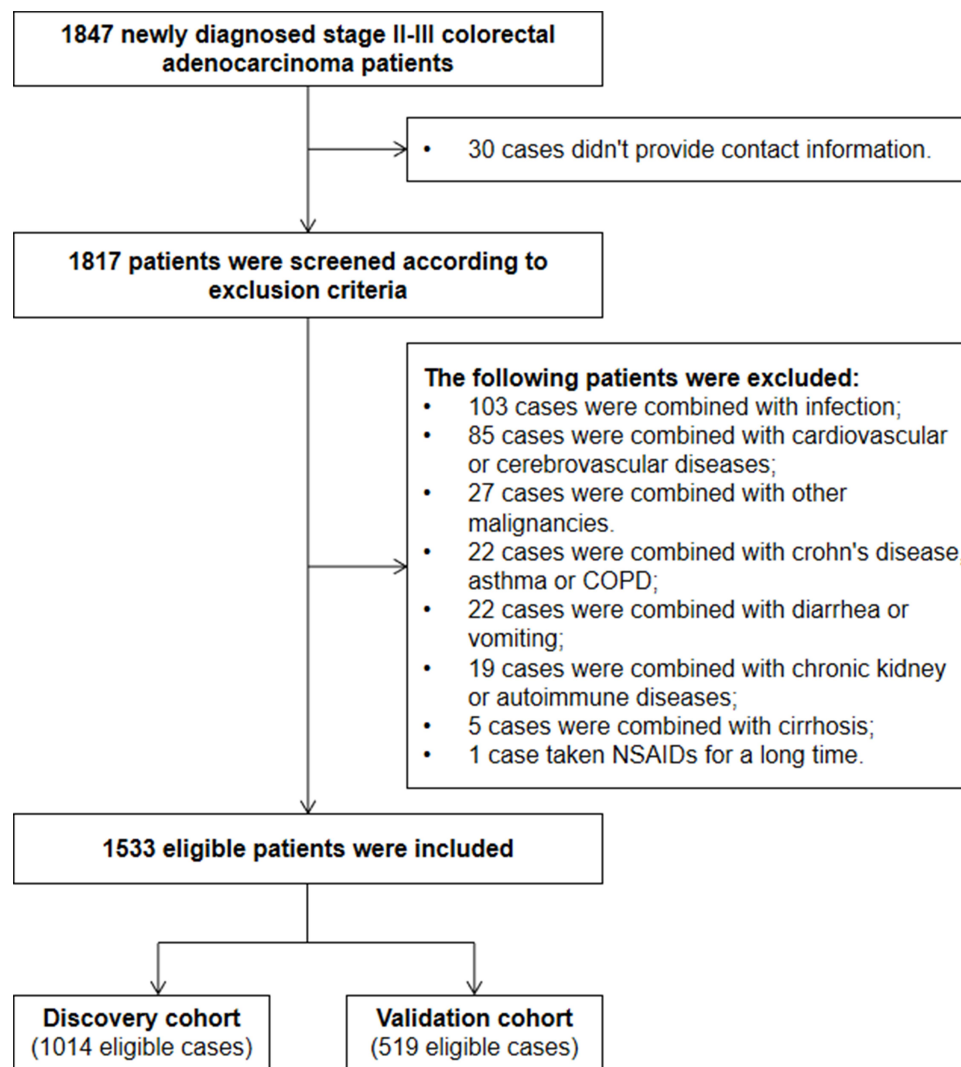 1847 newly diagnosed stage II-III colorectal
adenocarcinoma patients
• 30 cases didn't provide contact information.
1817 patients were screened according to
exclusion criteria
The following patients were excluded:
• 103 cases were combined with infection;
• 85 cases were combined with cardiovascular
or cerebrovascular diseases;
• 27 cases were combined with other
malignancies.
• 22 cases were combined with crohn's disease,
asthma or COPD;
• 22 cases were combined with diarrhea or
vomiting;
• 19 cases were combined with chronic kidney
or autoimmune diseases;
• 5 cases were combined with cirrhosis;
• 1 case taken NSAIDs for a long time.
1533 eligible patients were included
Discovery cohort
(1014 eligible cases)
Validation cohort
(519 eligible cases)